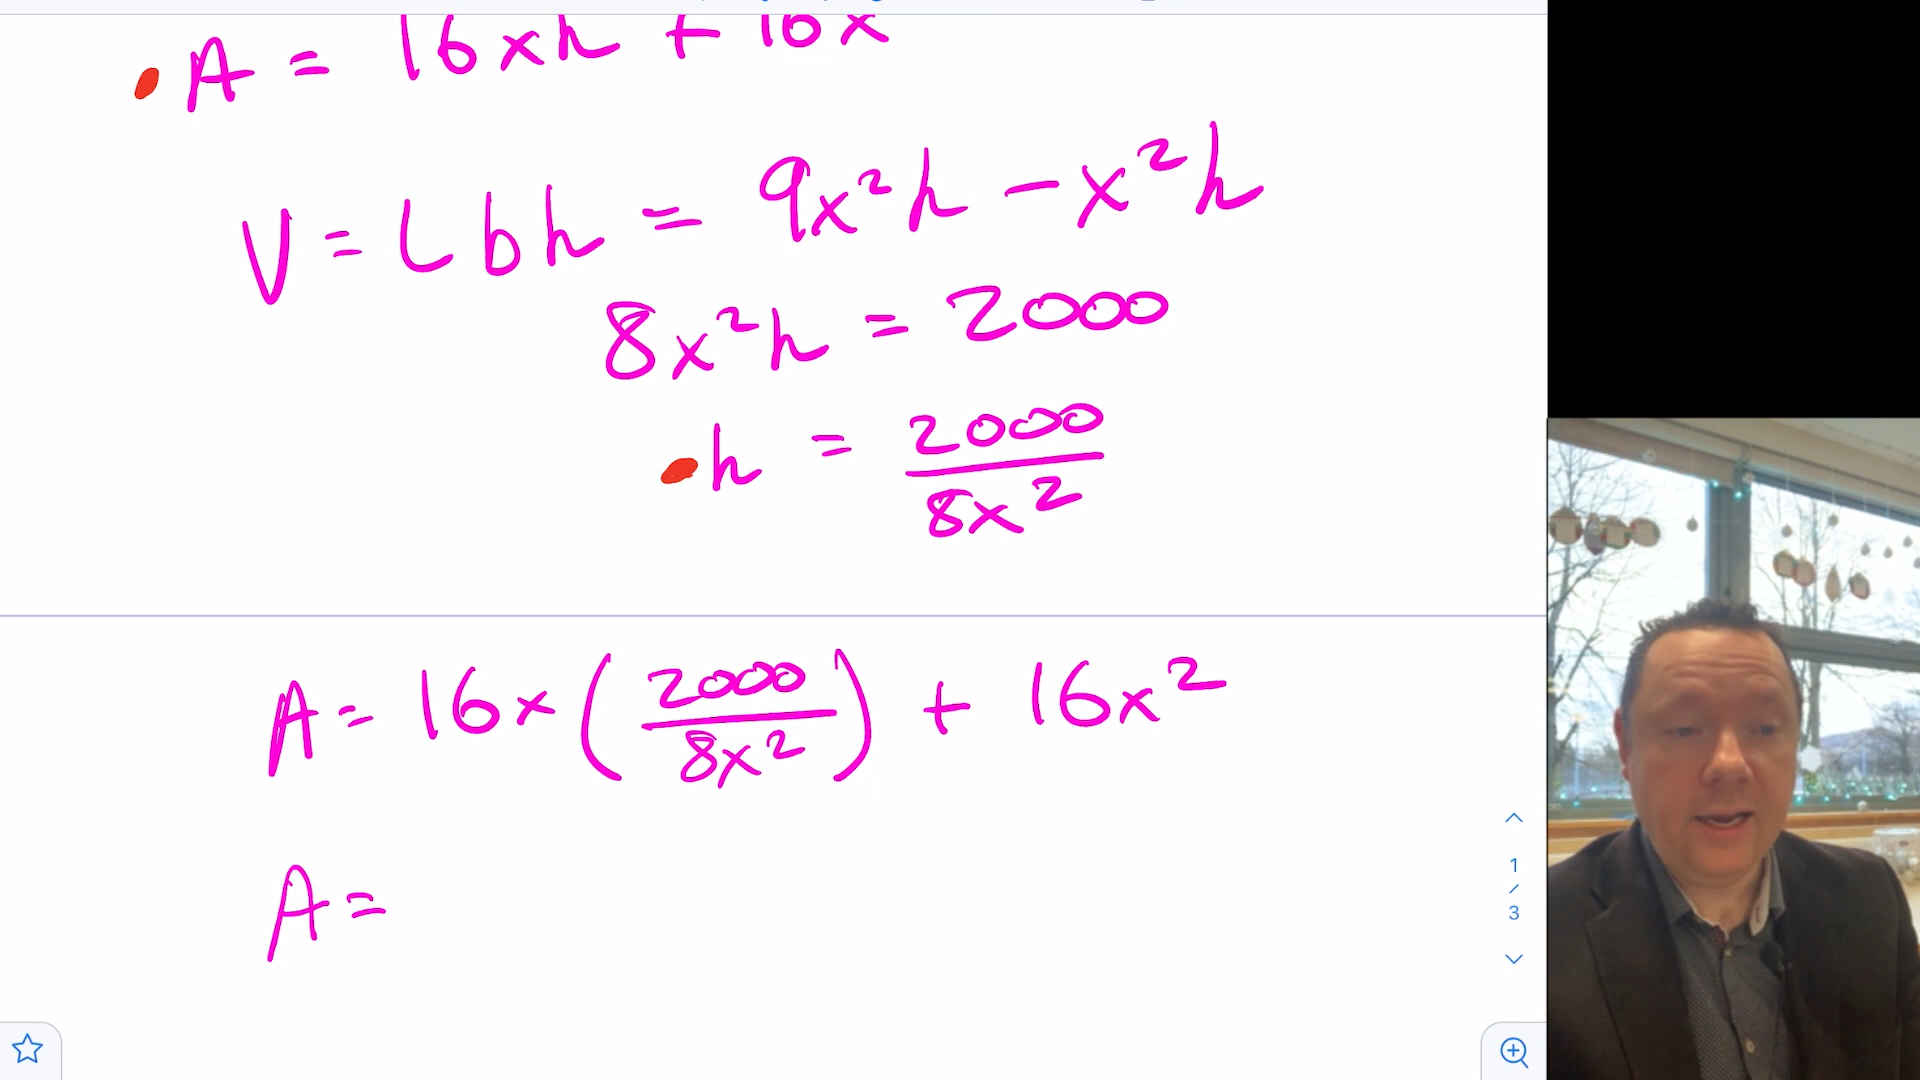 A = 16xh + 16x
V = Lbh = 9x²h - x²h
8x²h = 2000
h = 2000/8x²
A = 16x(2000/8x²) + 16x²
A =
1
/
3